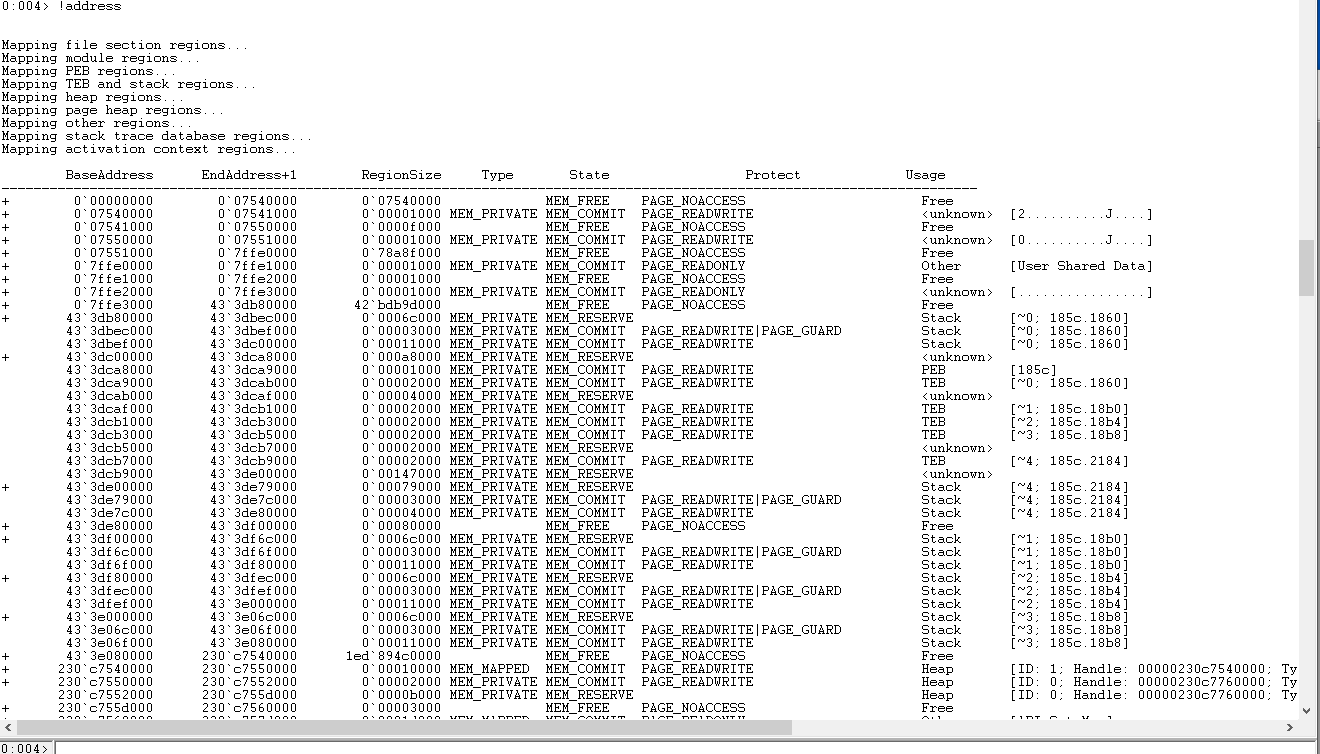 0:004> !address
Mapping file section regions...
Mapping module regions...
Mapping PEB regions...
Mapping TEB and stack regions...
Mapping heap regions...
Mapping page heap regions...
Mapping other regions...
Mapping stack trace database regions...
Mapping activation context regions...
BaseAddress EndAddress+1 RegionSize Type State Protect Usage
+ 0`00000000 0`07540000 0`07540000 MEM_FREE PAGE_NOACCESS Free
+ 0`07540000 0`07541000 0`00001000 MEM_PRIVATE MEM_COMMIT PAGE_READWRITE <unknown> [2..........J....]
+ 0`07541000 0`07550000 0`0000f000 MEM_FREE PAGE_NOACCESS Free
+ 0`07550000 0`07551000 0`00001000 MEM_PRIVATE MEM_COMMIT PAGE_READWRITE <unknown> [0..........J....]
+ 0`07551000 0`7ffe0000 0`78a8f000 MEM_FREE PAGE_NOACCESS Free
+ 0`7ffe0000 0`7ffe1000 0`00001000 MEM_PRIVATE MEM_COMMIT PAGE_READONLY Other [User Shared Data]
+ 0`7ffe1000 0`7ffe2000 0`00001000 MEM_FREE PAGE_NOACCESS Free
+ 0`7ffe2000 0`7ffe3000 0`00001000 MEM_PRIVATE MEM_COMMIT PAGE_READONLY <unknown> [................]
+ 0`7ffe3000 43`3db80000 42`bdb9d000 MEM_FREE PAGE_NOACCESS Free
+ 43`3db80000 43`3dbec000 0`0006c000 MEM_PRIVATE MEM_RESERVE Stack [~0; 185c.1860]
43`3dbec000 43`3dbef000 0`00003000 MEM_PRIVATE MEM_COMMIT PAGE_READWRITE|PAGE_GUARD Stack [~0; 185c.1860]
43`3dbef000 43`3dc00000 0`00011000 MEM_PRIVATE MEM_COMMIT PAGE_READWRITE Stack [~0; 185c.1860]
+ 43`3dc00000 43`3dca8000 0`000a8000 MEM_PRIVATE MEM_RESERVE <unknown>
43`3dca8000 43`3dca9000 0`00001000 MEM_PRIVATE MEM_COMMIT PAGE_READWRITE PEB [185c]
43`3dca9000 43`3dcab000 0`00002000 MEM_PRIVATE MEM_COMMIT PAGE_READWRITE TEB [~0; 185c.1860]
43`3dcab000 43`3dcaf000 0`00004000 MEM_PRIVATE MEM_RESERVE <unknown>
43`3dcaf000 43`3dcb1000 0`00002000 MEM_PRIVATE MEM_COMMIT PAGE_READWRITE TEB [~1; 185c.18b0]
43`3dcb1000 43`3dcb3000 0`00002000 MEM_PRIVATE MEM_COMMIT PAGE_READWRITE TEB [~2; 185c.18b4]
43`3dcb3000 43`3dcb5000 0`00002000 MEM_PRIVATE MEM_COMMIT PAGE_READWRITE TEB [~3; 185c.18b8]
43`3dcb5000 43`3dcb7000 0`00002000 MEM_PRIVATE MEM_RESERVE <unknown>
43`3dcb7000 43`3dcb9000 0`00002000 MEM_PRIVATE MEM_COMMIT PAGE_READWRITE TEB [~4; 185c.2184]
43`3dcb9000 43`3de00000 0`00147000 MEM_PRIVATE MEM_RESERVE <unknown>
+ 43`3de00000 43`3de79000 0`00079000 MEM_PRIVATE MEM_RESERVE Stack [~4; 185c.2184]
43`3de79000 43`3de7c000 0`00003000 MEM_PRIVATE MEM_COMMIT PAGE_READWRITE|PAGE_GUARD Stack [~4; 185c.2184]
43`3de7c000 43`3de80000 0`00004000 MEM_PRIVATE MEM_COMMIT PAGE_READWRITE Stack [~4; 185c.2184]
+ 43`3de80000 43`3df00000 0`00080000 MEM_FREE PAGE_NOACCESS Free
+ 43`3df00000 43`3df6c000 0`0006c000 MEM_PRIVATE MEM_RESERVE Stack [~1; 185c.18b0]
43`3df6c000 43`3df6f000 0`00003000 MEM_PRIVATE MEM_COMMIT PAGE_READWRITE|PAGE_GUARD Stack [~1; 185c.18b0]
43`3df6f000 43`3df80000 0`00011000 MEM_PRIVATE MEM_COMMIT PAGE_READWRITE Stack [~1; 185c.18b0]
+ 43`3df80000 43`3dfec000 0`0006c000 MEM_PRIVATE MEM_RESERVE Stack [~2; 185c.18b4]
43`3dfec000 43`3dfef000 0`00003000 MEM_PRIVATE MEM_COMMIT PAGE_READWRITE|PAGE_GUARD Stack [~2; 185c.18b4]
43`3dfef000 43`3e000000 0`00011000 MEM_PRIVATE MEM_COMMIT PAGE_READWRITE Stack [~2; 185c.18b4]
+ 43`3e000000 43`3e06c000 0`0006c000 MEM_PRIVATE MEM_RESERVE Stack [~3; 185c.18b8]
43`3e06c000 43`3e06f000 0`00003000 MEM_PRIVATE MEM_COMMIT PAGE_READWRITE|PAGE_GUARD Stack [~3; 185c.18b8]
43`3e06f000 43`3e080000 0`00011000 MEM_PRIVATE MEM_COMMIT PAGE_READWRITE Stack [~3; 185c.18b8]
+ 43`3e080000 230`c7540000 1ed`894c0000 MEM_FREE PAGE_NOACCESS Free
+ 230`c7540000 230`c7550000 0`00010000 MEM_MAPPED MEM_COMMIT PAGE_READWRITE Heap [ID: 1; Handle: 00000230c7540000; Ty
+ 230`c7550000 230`c7552000 0`00002000 MEM_PRIVATE MEM_COMMIT PAGE_READWRITE Heap [ID: 0; Handle: 00000230c7760000; Ty
230`c7552000 230`c755d000 0`0000b000 MEM_PRIVATE MEM_RESERVE Heap [ID: 0; Handle: 00000230c7760000; Ty
+ 230`c755d000 230`c7560000 0`00003000 MEM_FREE PAGE_NOACCESS Free
0:004>